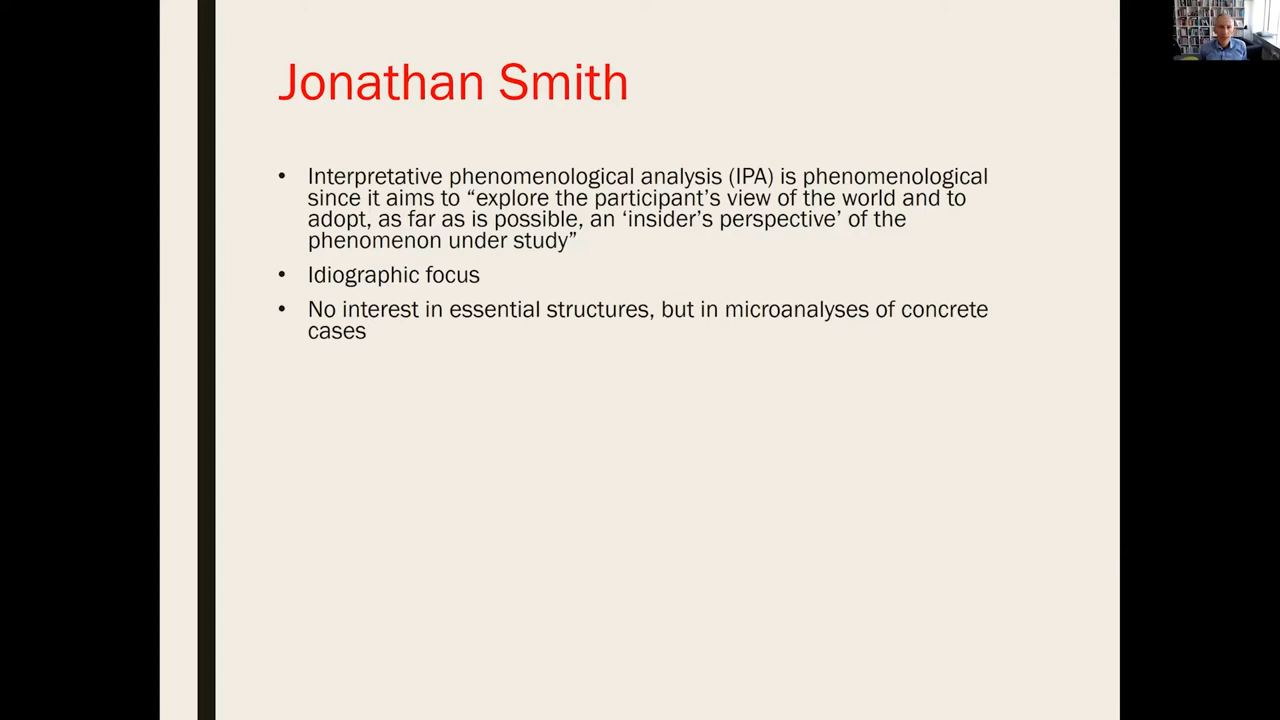 Jonathan Smith
• Interpretative phenomenological analysis (IPA) is phenomenological
since it aims to “explore the participant’s view of the world and to
adopt, as far as is possible, an ‘insider’s perspective’ of the
phenomenon under study”
• Idiographic focus
• No interest in essential structures, but in microanalyses of concrete
cases